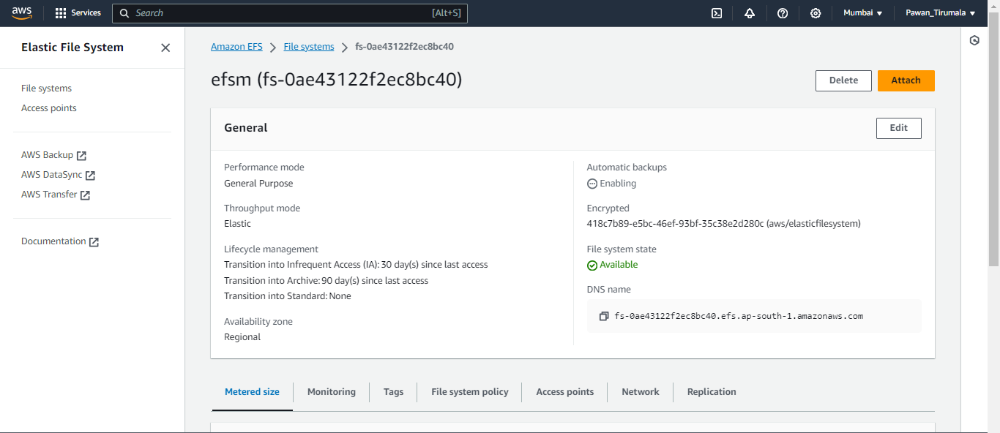 aws Services Search [Alt+S] Mumbai ▼ Pawan_Tirumala ▼
Elastic File System
File systems
Access points
AWS Backup
AWS DataSync
AWS Transfer
Documentation
Amazon EFS > File systems > fs-0ae43122f2ec8bc40
efsm (fs-0ae43122f2ec8bc40)
Delete Attach
General
Edit
Performance mode
General Purpose
Throughput mode
Elastic
Lifecycle management
Transition into Infrequent Access (IA): 30 day(s) since last access
Transition into Archive: 90 day(s) since last access
Transition into Standard: None
Availability zone
Regional
Automatic backups
Enabling
Encrypted
418c7b89-e5bc-46ef-93bf-35c38e2d280c (aws/elasticfilesystem)
File system state
Available
DNS name
fs-0ae43122f2ec8bc40.efs.ap-south-1.amazonaws.com
Metered size Monitoring Tags File system policy Access points Network Replication